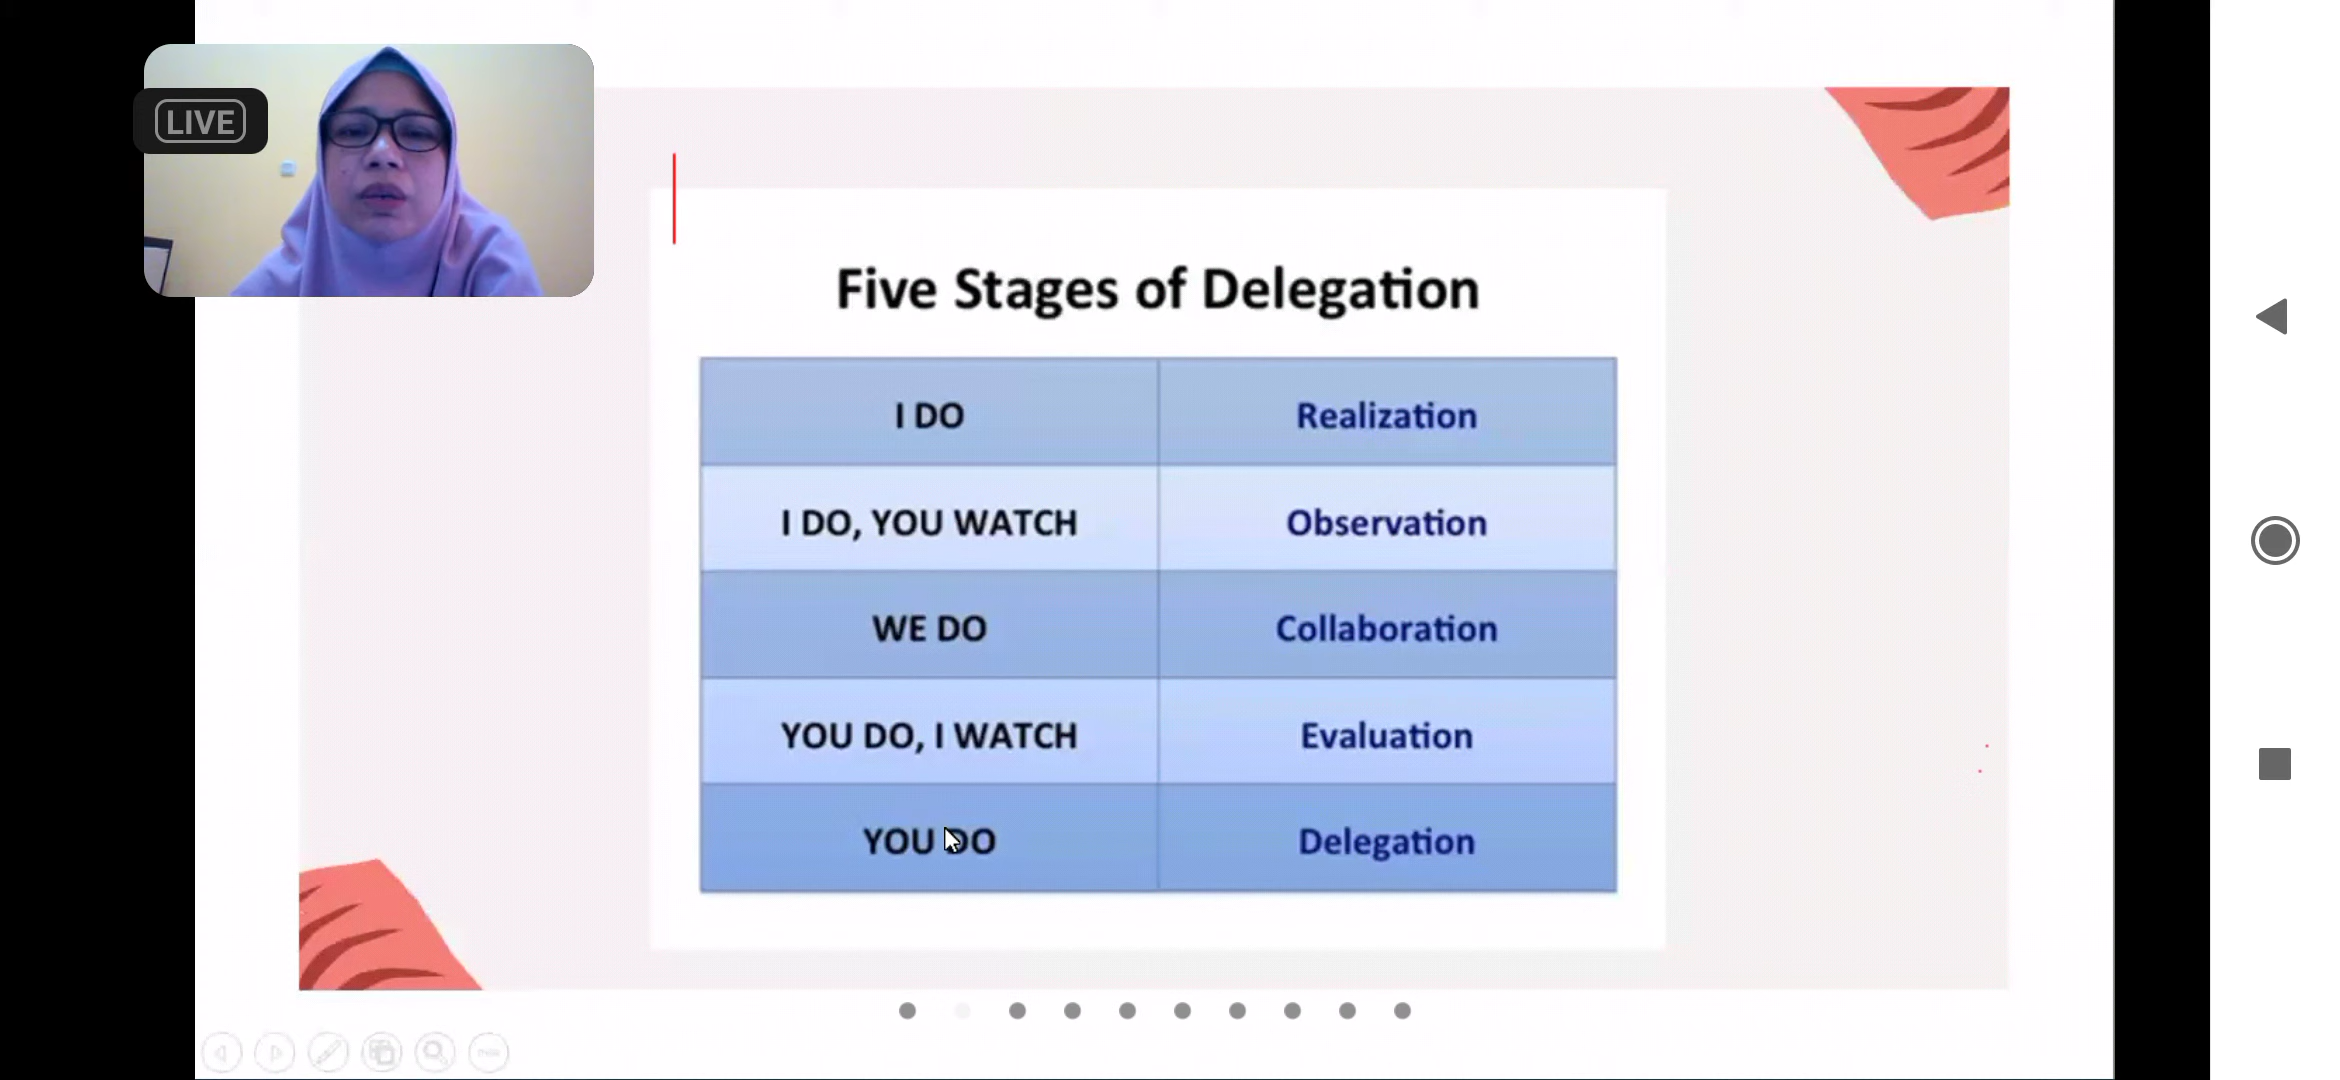 LIVE
Five Stages of Delegation
I DO Realization
I DO, YOU WATCH Observation
WE DO Collaboration
YOU DO, I WATCH Evaluation
YOU DO Delegation